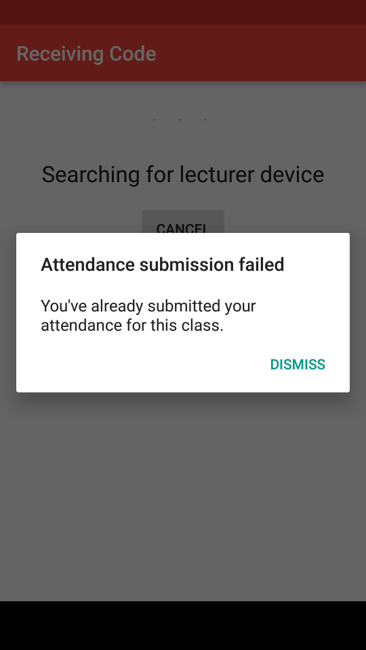 Receiving Code
Searching for lecturer device
CANCEL
Attendance submission failed
You've already submitted your
attendance for this class.
DISMISS